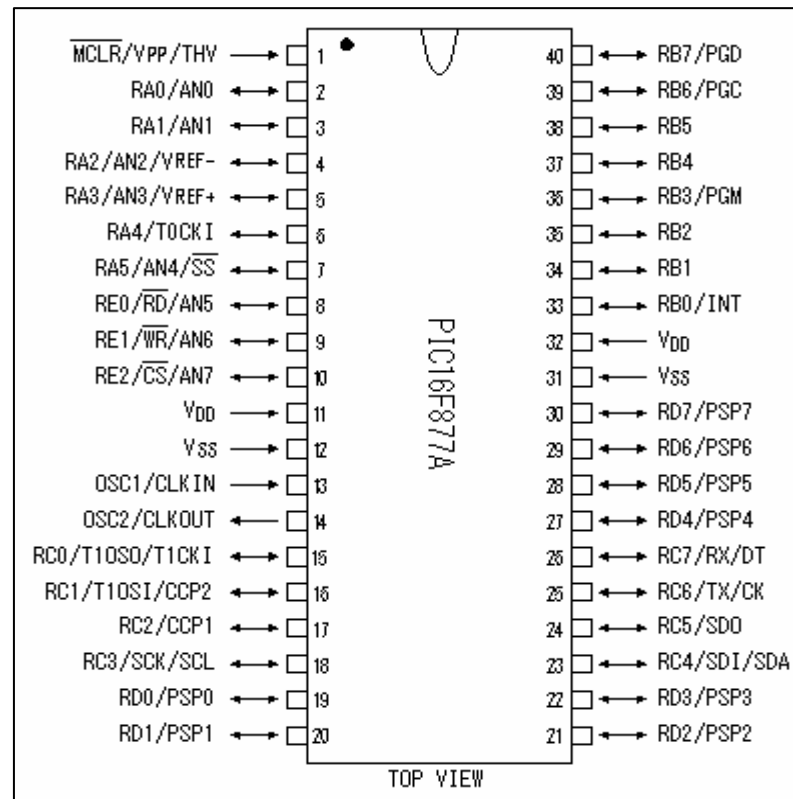 MCLR/VPP/THV 1 40 RB7/PGD
RA0/AN0 2 39 RB6/PGC
RA1/AN1 3 38 RB5
RA2/AN2/VREF- 4 37 RB4
RA3/AN3/VREF+ 5 36 RB3/PGM
RA4/T0CKI 6 35 RB2
RA5/AN4/SS 7 34 RB1
RE0/RD/AN5 8 33 RB0/INT
RE1/WR/AN6 9 32 VDD
RE2/CS/AN7 10 31 VSS
VDD 11 30 RD7/PSP7
VSS 12 29 RD6/PSP6
OSC1/CLKIN 13 28 RD5/PSP5
OSC2/CLKOUT 14 27 RD4/PSP4
RC0/T1OSO/T1CKI 15 26 RC7/RX/DT
RC1/T1OSI/CCP2 16 25 RC6/TX/CK
RC2/CCP1 17 24 RC5/SDO
RC3/SCK/SCL 18 23 RC4/SDI/SDA
RD0/PSP0 19 22 RD3/PSP3
RD1/PSP1 20 21 RD2/PSP2
PIC16F877A
TOP VIEW